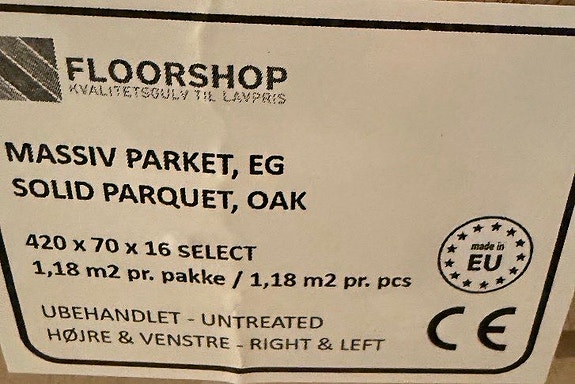 FLOORSHOP
KVALITETSGULV TIL LAVPRIS
MASSIV PARKET, EG
SOLID PARQUET, OAK
420 x 70 x 16 SELECT
1,18 m2 pr. pakke / 1,18 m2 pr. pcs
made in
EU
UBEHANDLET - UNTREATED
HØJRE & VENSTRE - RIGHT & LEFT
CE